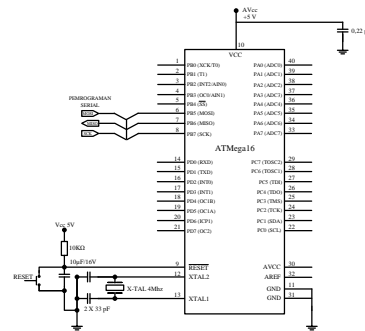 AVcc
+5 V
10
VCC
0,22
1 PB0 (XCK/T0) PA0 (ADC0) 40
2 PB1 (T1) PA1 (ADC1) 39
3 PB2 (INT2/AIN0) PA2 (ADC2) 38
4 PB3 (OC0/AIN1) PA3 (ADC3) 37
5 PB4 (SS) PA4 (ADC4) 36
6 PB5 (MOSI) PA5 (ADC5) 35
7 PB6 (MISO) PA6 (ADC6) 34
8 PB7 (SCK) PA7 (ADC7) 33
PEMROGRAMAN
SERIAL
MOSI
MISO
SCK
ATMega16
14 PD0 (RXD) PC7 (TOSC2) 29
15 PD1 (TXD) PC6 (TOSC1) 28
16 PD2 (INT0) PC5 (TDI) 27
17 PD3 (INT1) PC4 (TDO) 26
18 PD4 (OC1B) PC3 (TMS) 25
19 PD5 (OC1A) PC2 (TCK) 24
20 PD6 (ICP1) PC1 (SDA) 23
21 PD7 (OC2) PC0 (SCL) 22
Vcc 5V
10KΩ
10µF/16V
RESET
9 RESET AVCC 30
12 XTAL2 AREF 32
X-TAL 4Mhz
GND 11
13 XTAL1 GND 31
2 X 33 pF